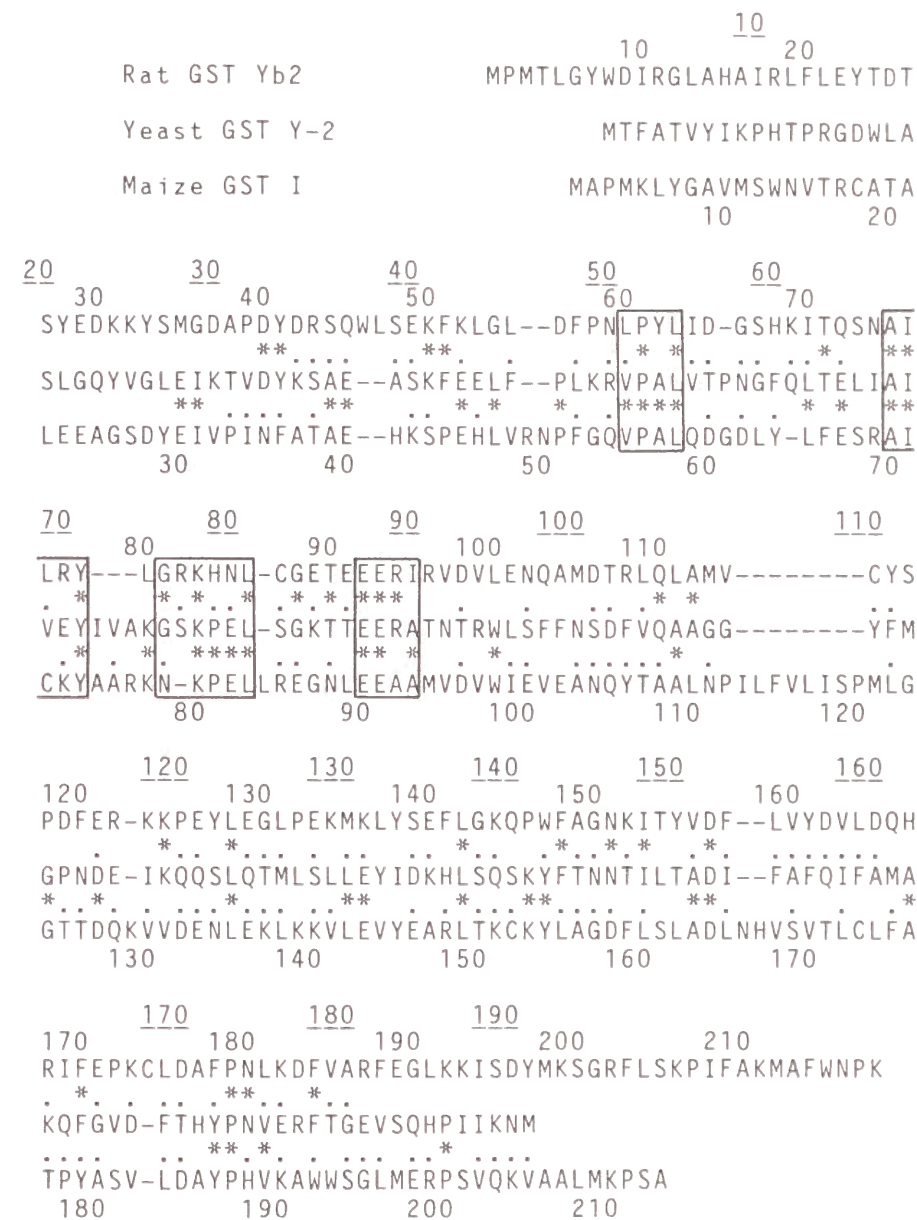 10
10 20
Rat GST Yb2 MPMTLGYWDIRGLAHAIRLFLEYTDT
Yeast GST Y-2 MTFATVYIKPHTPRGDWLA
Maize GST I MAPMKLYGAVMSWNVTRCATA
10 20
20 30 40 50 60
30 40 50 60 70
SYEDKKYSMGDAPDYDRSQWLSEKFKLGL--DFPNLPYLID-GSHKITQSNAI
** .... ** . . . . . * * . . . * . **
SLGQYVGLEIKTVDYKSAE--ASKFEELF--PLKRVPALVTPNGFQLTELIAI
** .... . ** . . * * . * **** . . .. * * . **
LEEAGSDYEIVPINFATAE--HKSPEHLVRNPFGQVPALQDGDLY-LFESRAI
30 40 50 60 70
70 80 90 100 110
80 90 100 110
LRY---LGRKHNL-CGETEEERIRVDVLENQAMDTRLQLAMV--------CYS
VEYIVAKGSKPEL-SGKTTEERATNTRWLSFFNSDFVQAAGG--------YFM
CKYAARKN-KPELLREGNLEEAAMVDVWIEVEANQYTAALNPILFVLISPMLG
80 90 100 110 120
120 130 140 150 160
120 130 140 150 160
PDFER-KKPEYLEGLPEKMKLYSEFLGKQPWFAGNKITYVDF--LVYDVLDQH
GPNDE-IKQQSLQTMLSLLEYIDKHLSQSKYFTNNTILTADI--FAFQIFAMA
GTTDQKVVDENLEKLKKVLEVYEARLTKCKYLAGDFLSLADLNHVSVTLCLFA
130 140 150 160 170
170 180 190
170 180 190 200 210
RIFEPKCLDAFPNLKDFVARFEGLKKISDYMKSGRFLSKPIFAKMAFWNPK
KQFGVD-FTHYPNVERFTGEVSQHPIIKNM
TPYASV-LDAYPHVKAWWSGLMERPSVQKVAALMKPSA
180 190 200 210